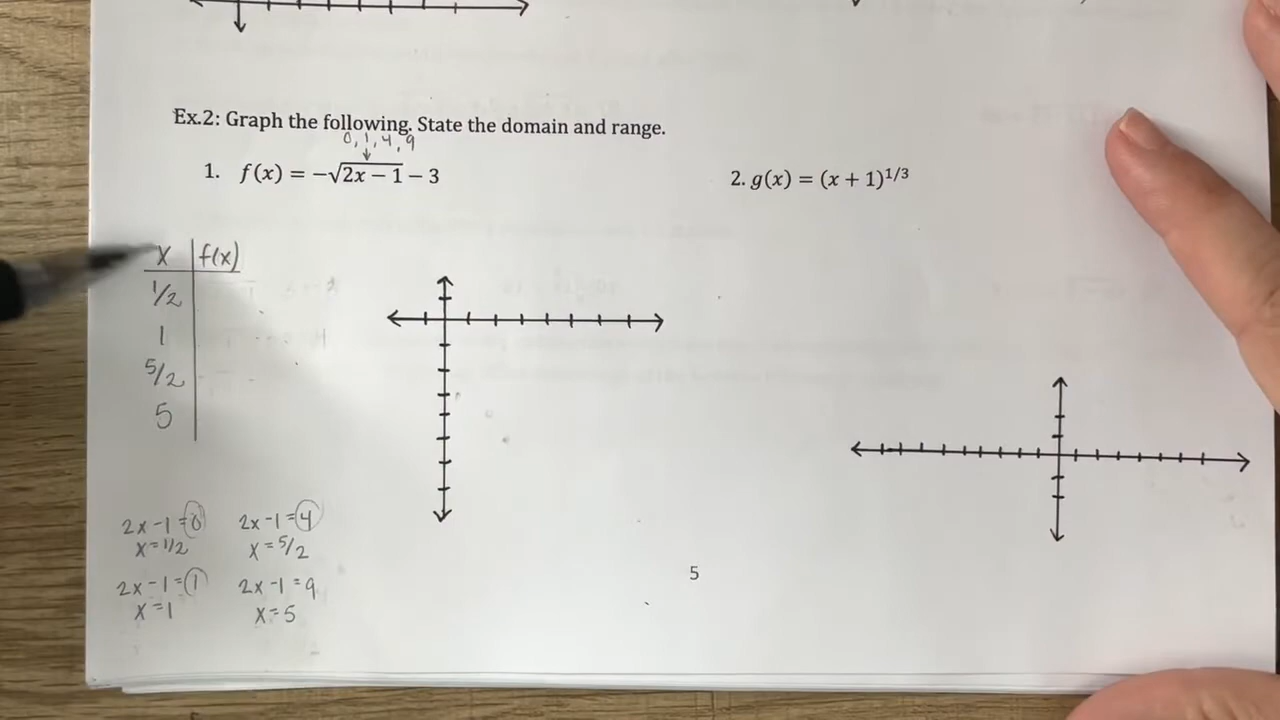 Ex.2: Graph the following. State the domain and range.
0, 1, 4, 9
1. f(x) = −√2x − 1 − 3
2. g(x) = (x + 1)^1/3
x f(x)
1/2
1
5/2
5
2x -1 = 0
x = 1/2
2x -1 = 4
x = 5/2
2x -1 = 1
x = 1
2x -1 = 9
x = 5
5